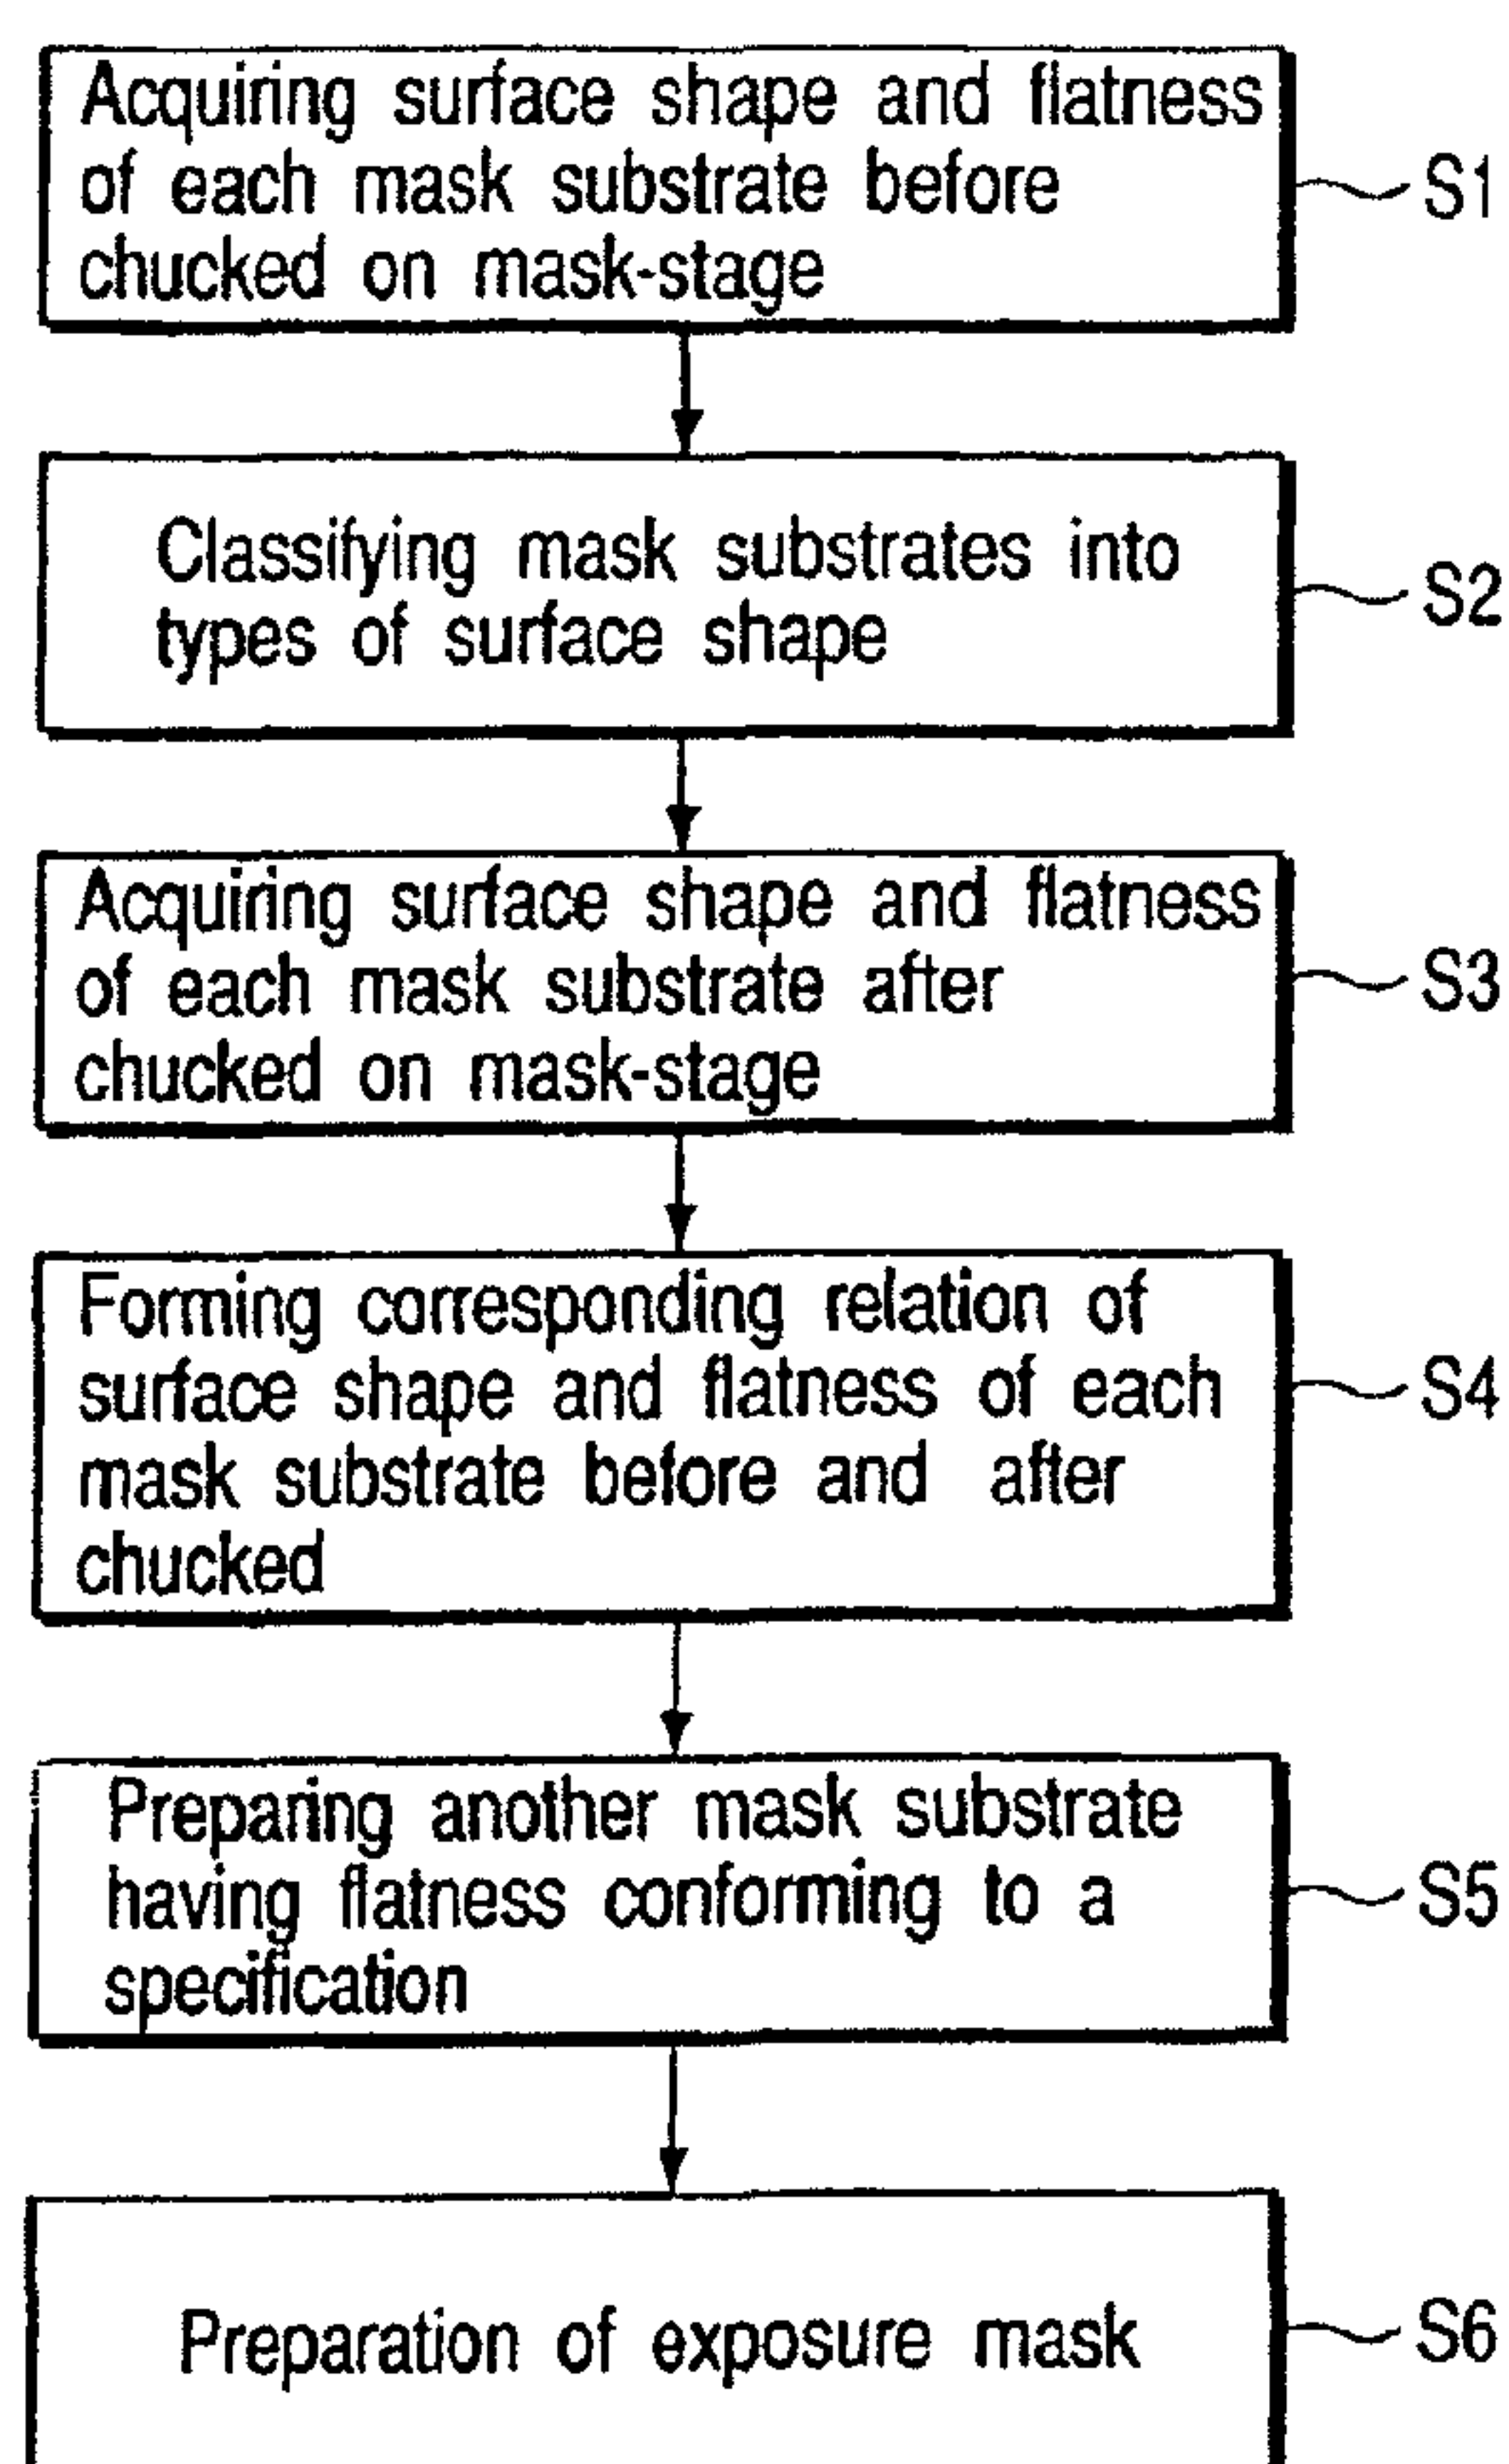 Acquiring surface shape and flatness
of each mask substrate before
chucked on mask-stage
S1
Classifying mask substrates into
types of surface shape
S2
Acquiring surface shape and flatness
of each mask substrate after
chucked on mask-stage
S3
Forming corresponding relation of
surface shape and flatness of each
mask substrate before and after
chucked
S4
Preparing another mask substrate
having flatness conforming to a
specification
S5
Preparation of exposure mask
S6